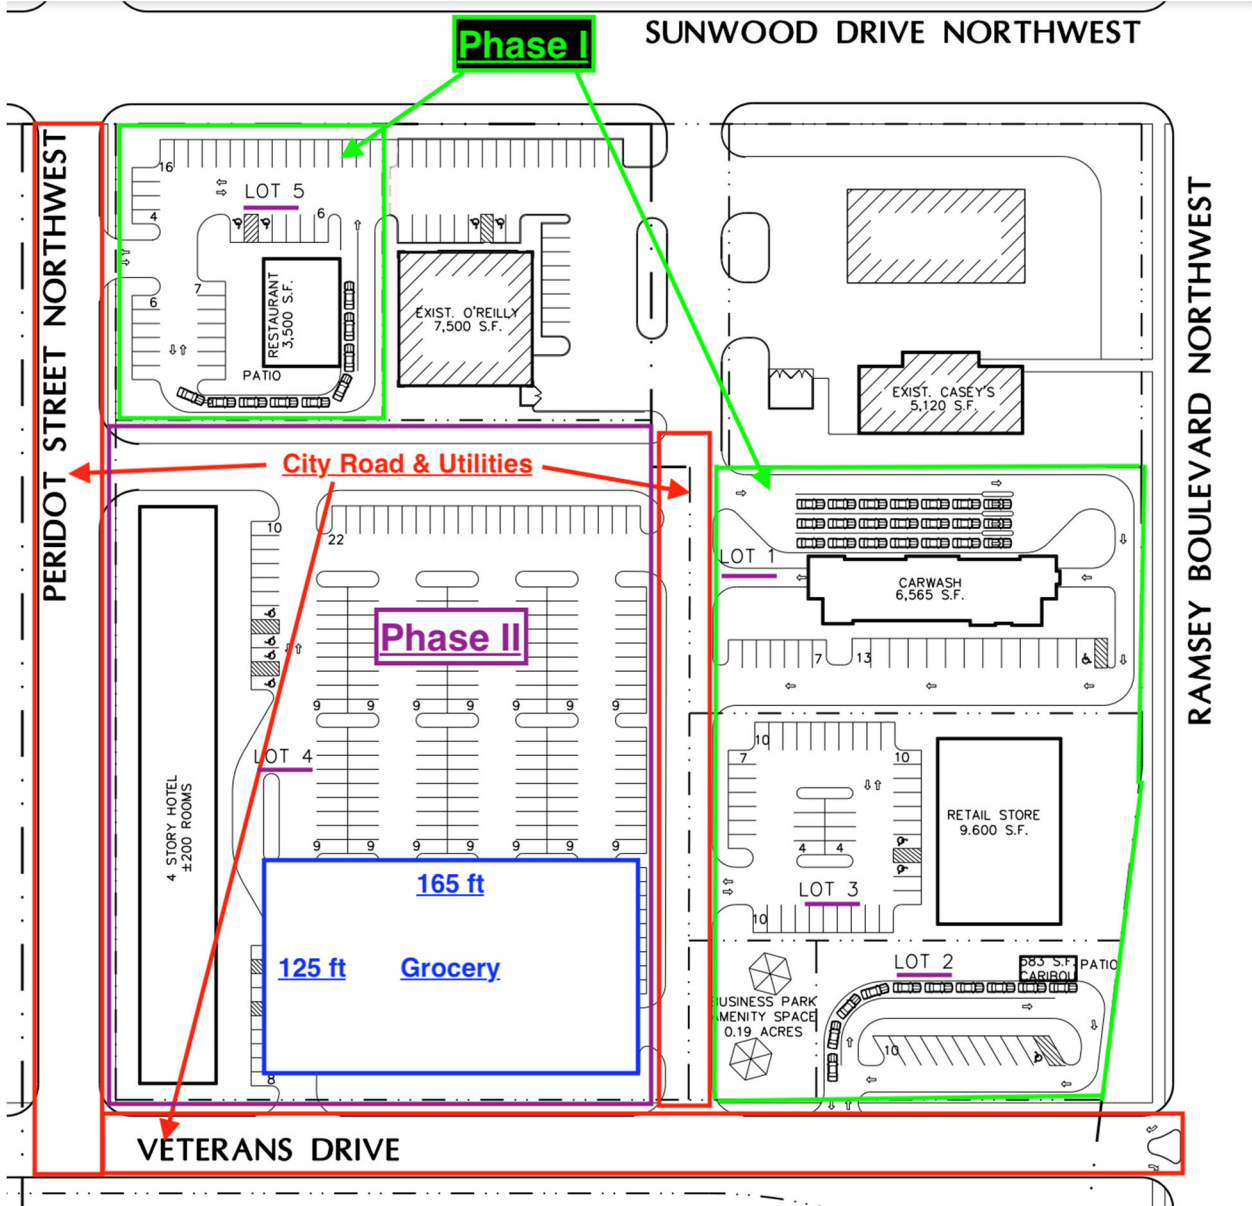 Phase I
SUNWOOD DRIVE NORTHWEST
PERIDOT STREET NORTHWEST
RAMSEY BOULEVARD NORTHWEST
16
LOT 5
4
6
6
7
RESTAURANT
3,500 S.F.
PATIO
EXIST. O'REILLY
7,500 S.F.
EXIST. CASEY'S
5,120 S.F.
City Road & Utilities
10
22
LOT 1
CARWASH
6,565 S.F.
Phase II
7
13
9 9 9 9 9 9 9
LOT 4
4 STORY HOTEL
±200 ROOMS
10
7
10
RETAIL STORE
9.600 S.F.
4 4
9 9 9 9 9 9 9
LOT 3
10
165 ft
125 ft
Grocery
LOT 2
683 S.F.
CARIBOU
PATIO
BUSINESS PARK
AMENITY SPACE
0.19 ACRES
10
8
VETERANS DRIVE